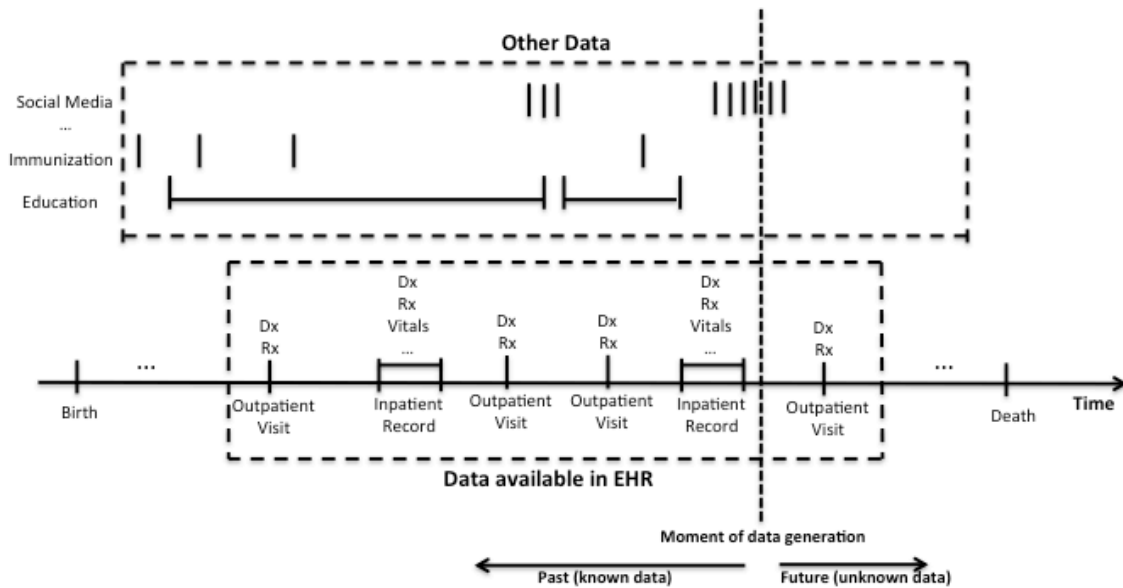 Other Data
Social Media
...
Immunization
Education
Dx
Rx
Vitals
...
Dx
Rx
Vitals
...
Dx
Rx
Dx
Rx
Dx
Rx
Dx
Rx
...
...
Birth
Outpatient
Visit
Inpatient
Record
Outpatient
Visit
Outpatient
Visit
Inpatient
Record
Outpatient
Visit
Death
Time
Data available in EHR
Moment of data generation
Past (known data)
Future (unknown data)